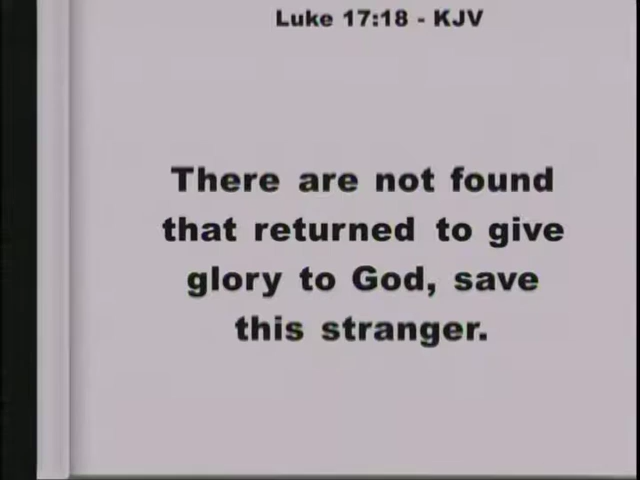 Luke 17:18 - KJV
There are not found
that returned to give
glory to God, save
this stranger.